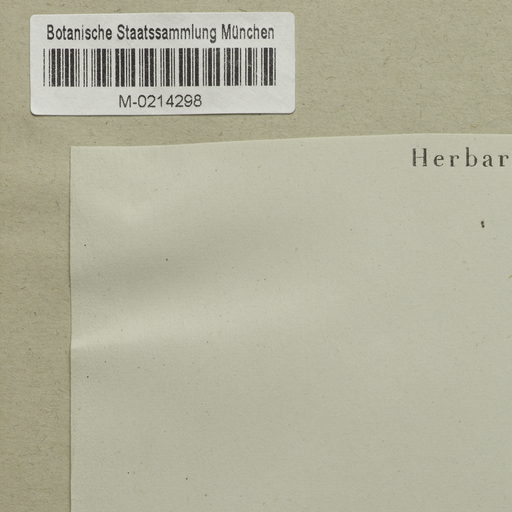 Botanische Staatssammlung München
M-0214298
Herbar